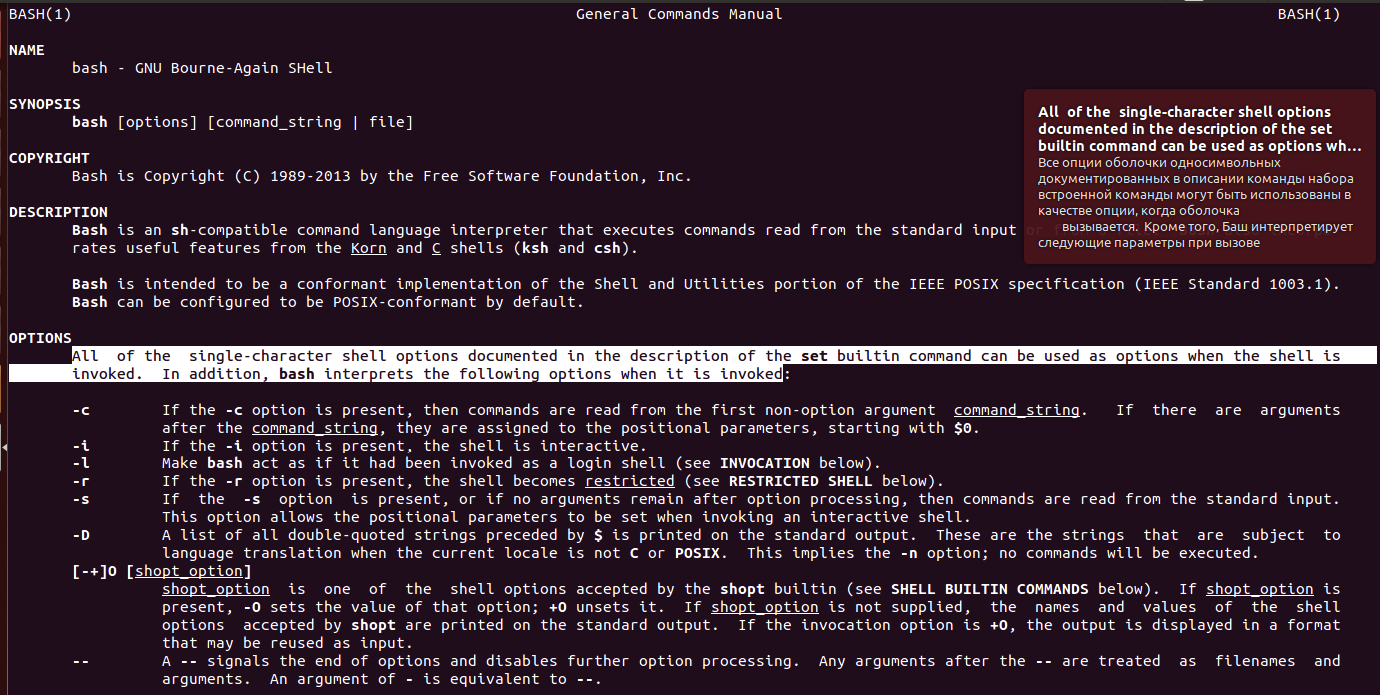 BASH(1) General Commands Manual BASH(1)
NAME
bash - GNU Bourne-Again SHell
SYNOPSIS
bash [options] [command_string | file]
COPYRIGHT
Bash is Copyright (C) 1989-2013 by the Free Software Foundation, Inc.
DESCRIPTION
Bash is an sh-compatible command language interpreter that executes commands read from the standard input or
rates useful features from the Korn and C shells (ksh and csh).
Bash is intended to be a conformant implementation of the Shell and Utilities portion of the IEEE POSIX specification (IEEE Standard 1003.1).
Bash can be configured to be POSIX-conformant by default.
All of the single-character shell options
documented in the description of the set
builtin command can be used as options wh...
Все опции оболочки односимвольных
документированных в описании команды набора
встроенной команды могут быть использованы в
качестве опции, когда оболочка
вызывается. Кроме того, Баш интерпретирует
следующие параметры при вызове
OPTIONS
All of the single-character shell options documented in the description of the set builtin command can be used as options when the shell is
invoked. In addition, bash interprets the following options when it is invoked:
-c If the -c option is present, then commands are read from the first non-option argument command_string. If there are arguments
after the command_string, they are assigned to the positional parameters, starting with $0.
-i If the -i option is present, the shell is interactive.
-l Make bash act as if it had been invoked as a login shell (see INVOCATION below).
-r If the -r option is present, the shell becomes restricted (see RESTRICTED SHELL below).
-s If the -s option is present, or if no arguments remain after option processing, then commands are read from the standard input.
This option allows the positional parameters to be set when invoking an interactive shell.
-D A list of all double-quoted strings preceded by $ is printed on the standard output. These are the strings that are subject to
language translation when the current locale is not C or POSIX. This implies the -n option; no commands will be executed.
[-+]O [shopt_option]
shopt_option is one of the shell options accepted by the shopt builtin (see SHELL BUILTIN COMMANDS below). If shopt_option is
present, -O sets the value of that option; +O unsets it. If shopt_option is not supplied, the names and values of the shell
options accepted by shopt are printed on the standard output. If the invocation option is +O, the output is displayed in a format
that may be reused as input.
-- A -- signals the end of options and disables further option processing. Any arguments after the -- are treated as filenames and
arguments. An argument of - is equivalent to --.